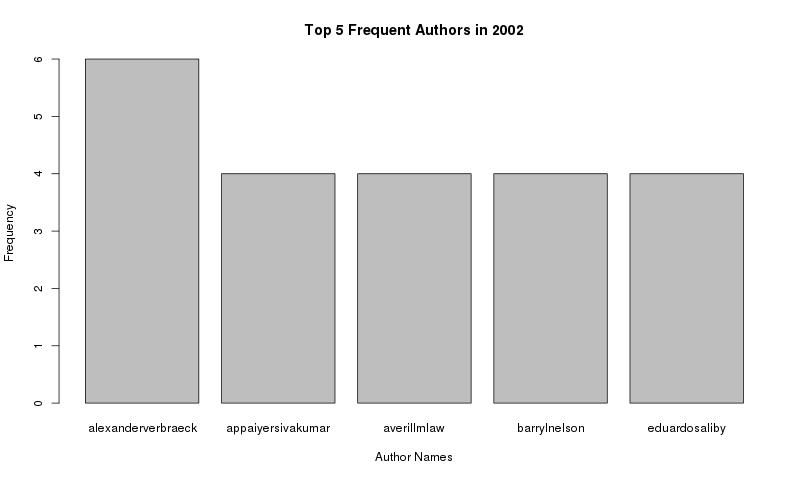 Top 5 Frequent Authors in 2002
6
5
4
3
2
1
0
Frequency
alexanderverbraeck appaiyersivakumar averillmlaw barrylnelson eduardosaliby
Author Names